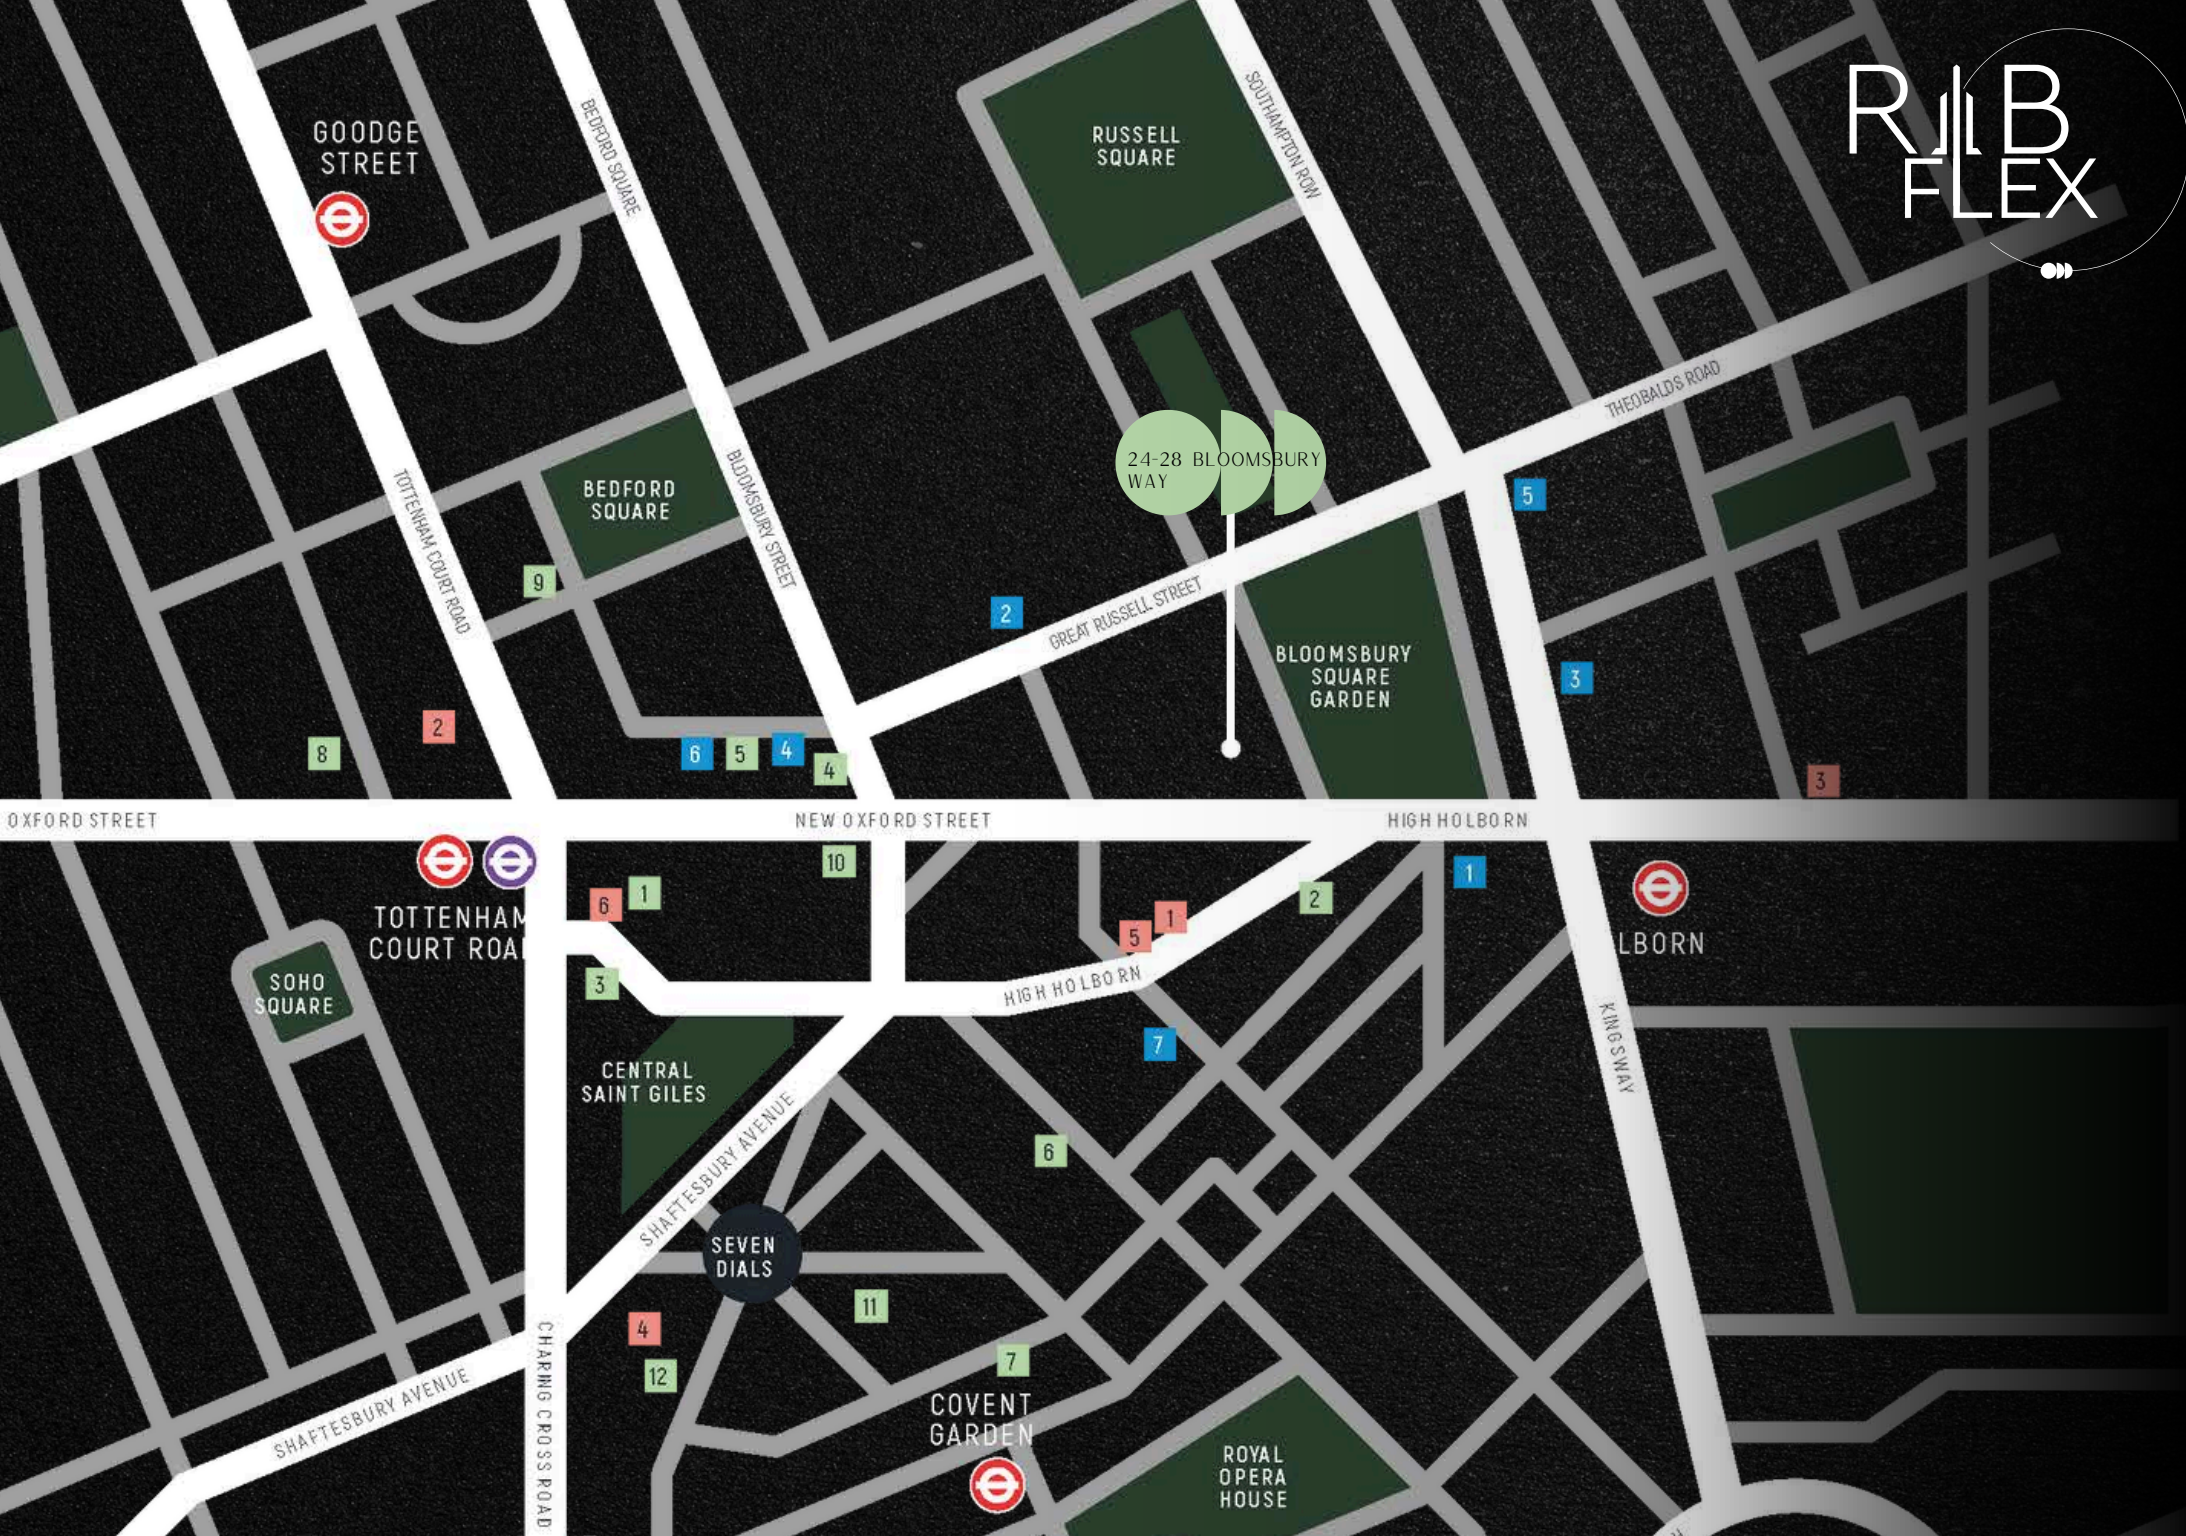 R B
FLEX
GOODGE
STREET
BEDFORD SQUARE
RUSSELL
SQUARE
SOUTHAMPTON ROW
THEOBALDS ROAD
24-28 BLOOMSBURY
WAY
BEDFORD
SQUARE
TOTTENHAM COURT ROAD
BLOOMSBURY STREET
5
9
2
GREAT RUSSELL STREET
BLOOMSBURY
SQUARE
GARDEN
3
2
8
6
5
4
4
3
OXFORD STREET
NEW OXFORD STREET
HIGH HOLBORN
10
1
6
1
2
1
5
TOTTENHAM
COURT ROA
LBORN
HIGH HOLBORN
3
SOHO
SQUARE
7
KINGSWAY
CENTRAL
SAINT GILES
SHAFTESBURY AVENUE
6
SEVEN
DIALS
11
4
12
7
CHARING CROSS ROAD
SHAFTESBURY AVENUE
COVENT
GARDEN
ROYAL
OPERA
HOUSE